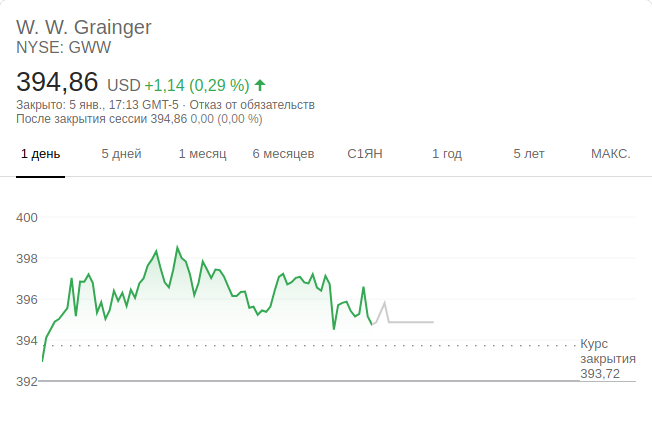 W. W. Grainger
NYSE: GWW
394,86 USD +1,14 (0,29 %)
Закрыто: 5 янв., 17:13 GMT-5 · Отказ от обязательств
После закрытия сессии 394,86 0,00 (0,00 %)
1 день 5 дней 1 месяц 6 месяцев С1ЯН 1 год 5 лет МАКС.
400
398
396
394
Курс
закрытия
393,72
392